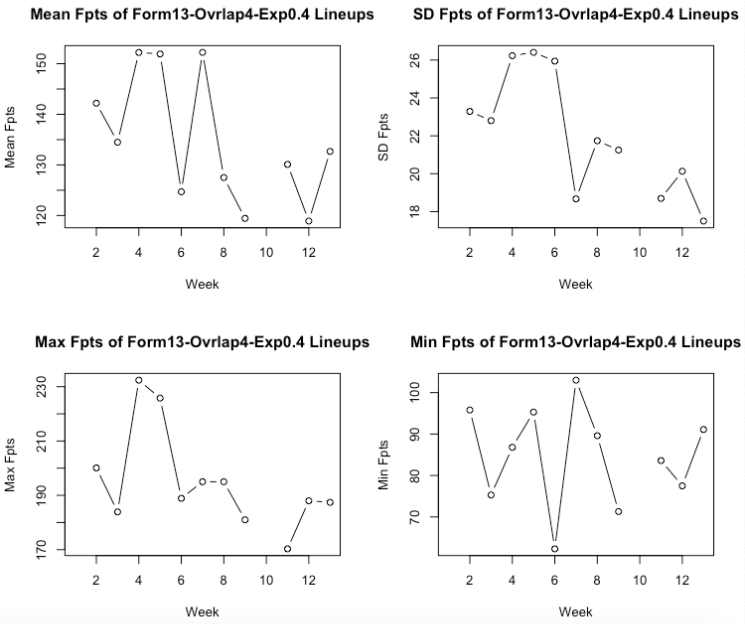 Mean Fpts of Form13-Ovrlap4-Exp0.4 Lineups
Mean Fpts
150
140
130
120
2 4 6 8 10 12
Week
SD Fpts of Form13-Ovrlap4-Exp0.4 Lineups
SD Fpts
26
24
22
20
18
2 4 6 8 10 12
Week
Max Fpts of Form13-Ovrlap4-Exp0.4 Lineups
Max Fpts
230
210
190
170
2 4 6 8 10 12
Week
Min Fpts of Form13-Ovrlap4-Exp0.4 Lineups
Min Fpts
100
90
80
70
2 4 6 8 10 12
Week